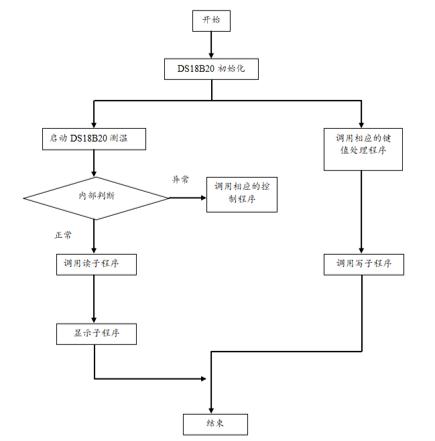 开始
DS18B20 初始化
启动 DS18B20 测温
调用相应的键
值处理程序
内部判断
异常
调用相应的控
制程序
正常
调用读子程序
调用写子程序
显示子程序
结束